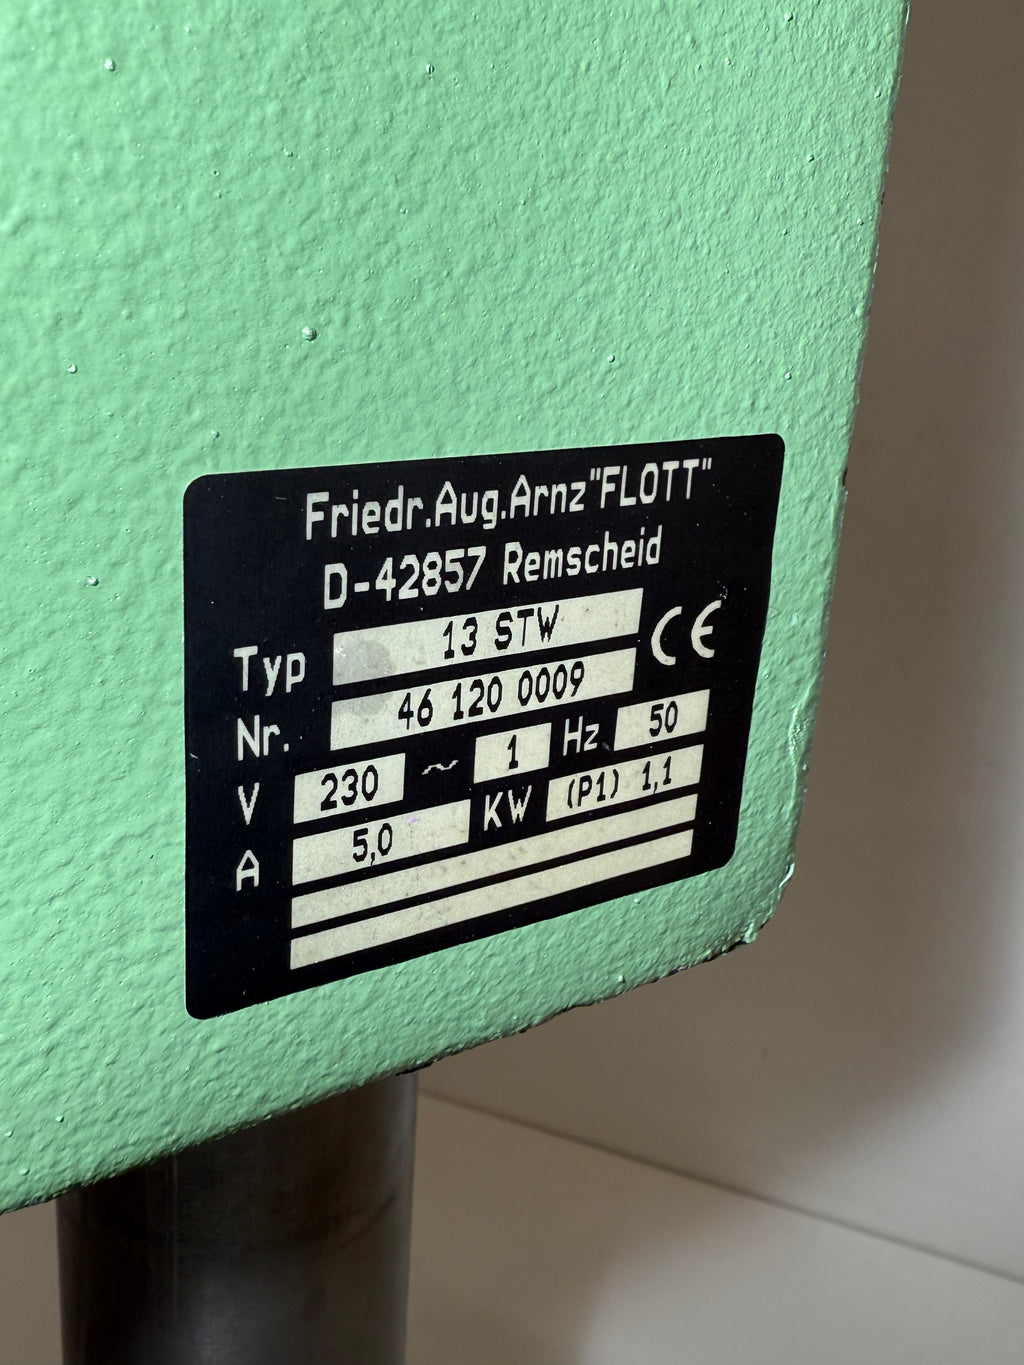 Friedr.Aug.Arnz"FLOTT"
D-42857 Remscheid
Typ 13 STW CE
Nr. 46 120 0009
V 230 ~ 1 Hz 50
A 5,0 KW (P1) 1,1